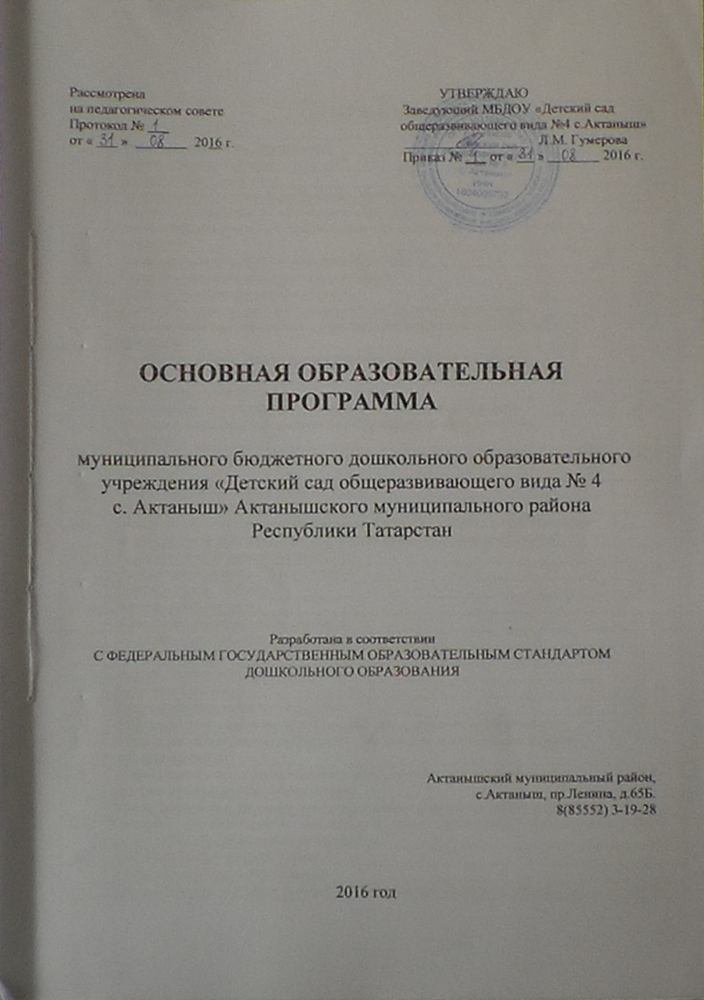 Рассмотрена
на педагогическом совете
Протокол № 1
от « 31 » 08 2016 г.
УТВЕРЖДАЮ
Заведующий МБДОУ «Детский сад
общеразвивающего вида №4 с.Актаныш»
Л.М. Гумерова
Приказ № 1 от « 31 » 08 2016 г.
ОСНОВНАЯ ОБРАЗОВАТЕЛЬНАЯ
ПРОГРАММА
муниципального бюджетного дошкольного образовательного
учреждения «Детский сад общеразвивающего вида № 4
с. Актаныш» Актанышского муниципального района
Республики Татарстан
Разработана в соответствии
С ФЕДЕРАЛЬНЫМ ГОСУДАРСТВЕННЫМ ОБРАЗОВАТЕЛЬНЫМ СТАНДАРТОМ
ДОШКОЛЬНОГО ОБРАЗОВАНИЯ
Актанышский муниципальный район,
с.Актаныш, пр.Ленина, д.65Б.
8(85552) 3-19-28
2016 год